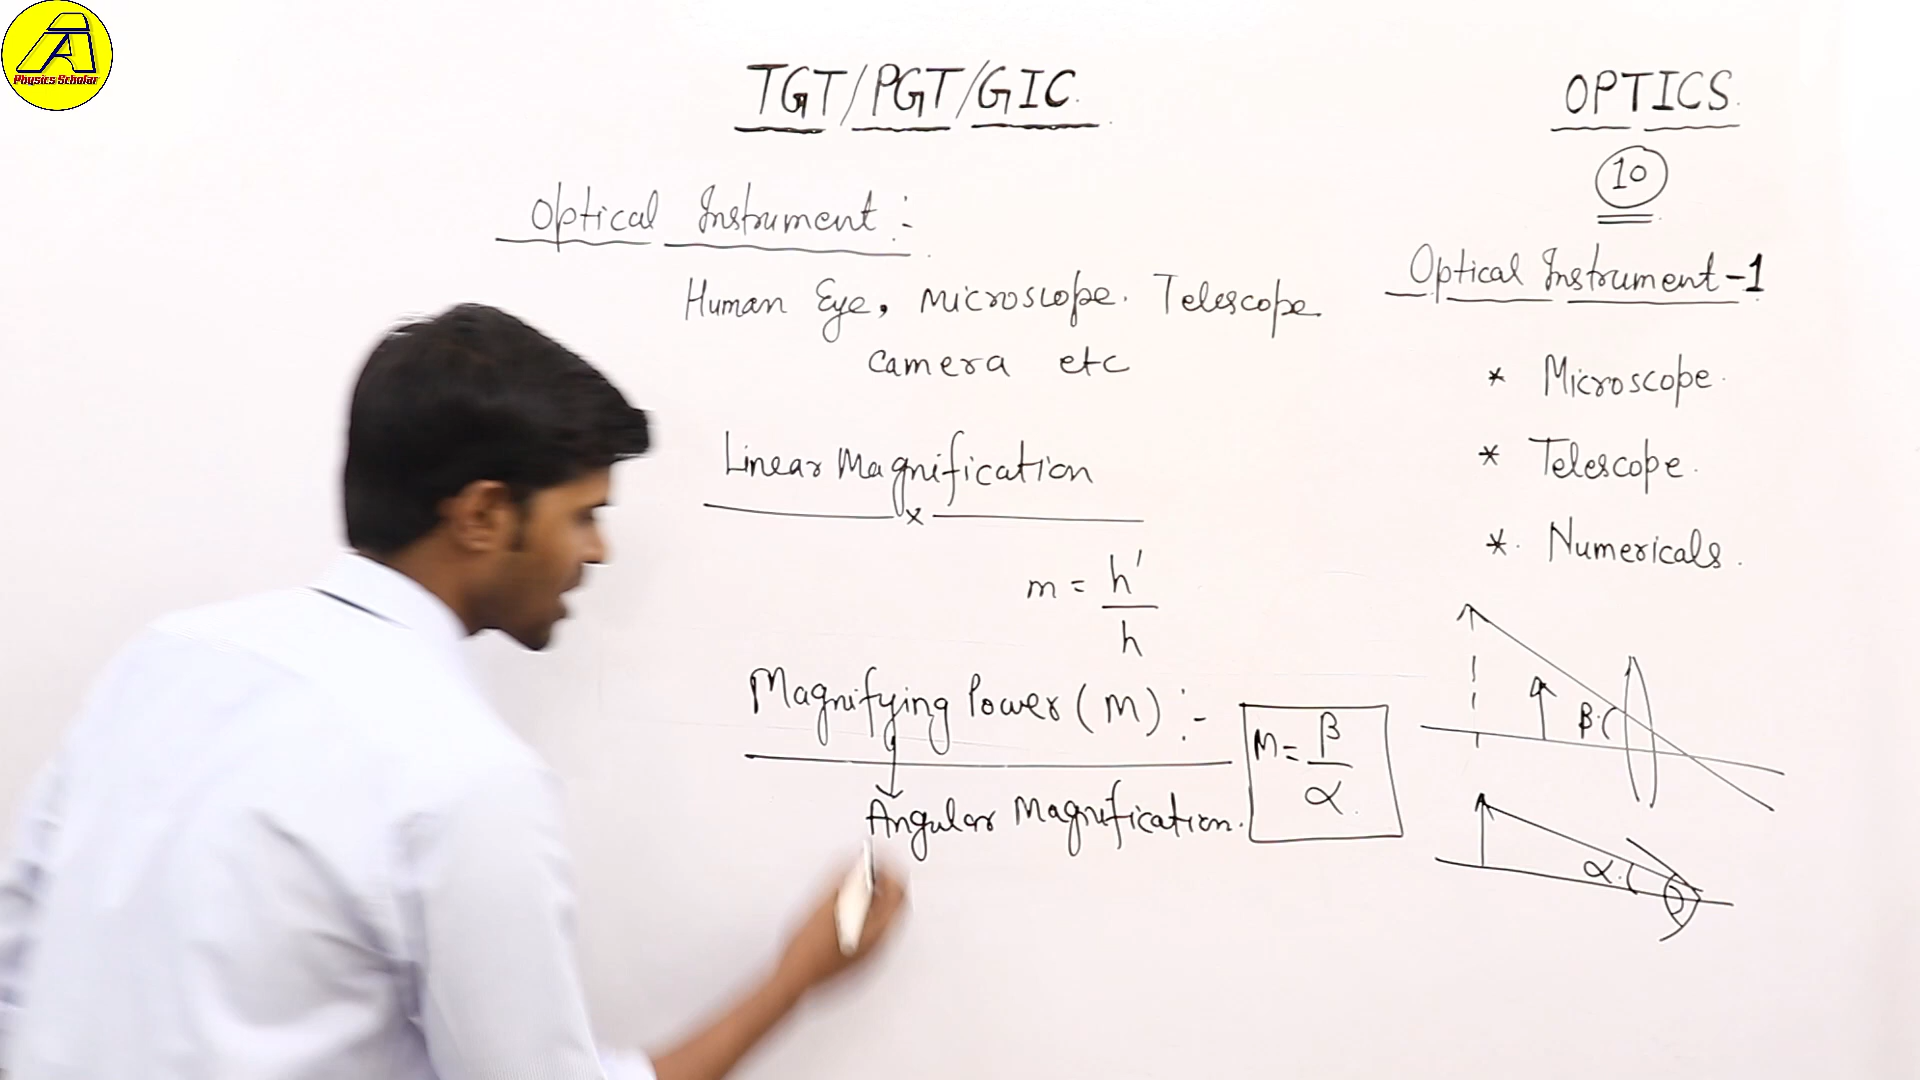 A
Physics Scholar
TGT/PGT/GIC.
OPTICS.
10
Optical Instrument :-
Optical Instrument-1
Human Eye, Microscope. Telescope
Camera etc
* Microscope.
Linear Magnification
* Telescope.
x
*. Numericals.
m = h'/h
Magnifying Power (M) :-
M = β/α.
β.
Angular Magnification.
α.